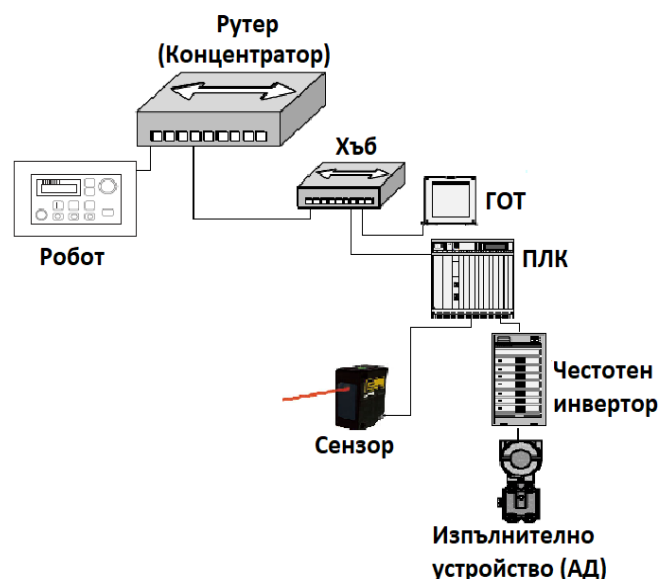 Рутер
(Концентратор)
Хъб
ГОТ
Робот
ПЛК
Честотен
инвертор
Сензор
Изпълнително
устройство (АД)